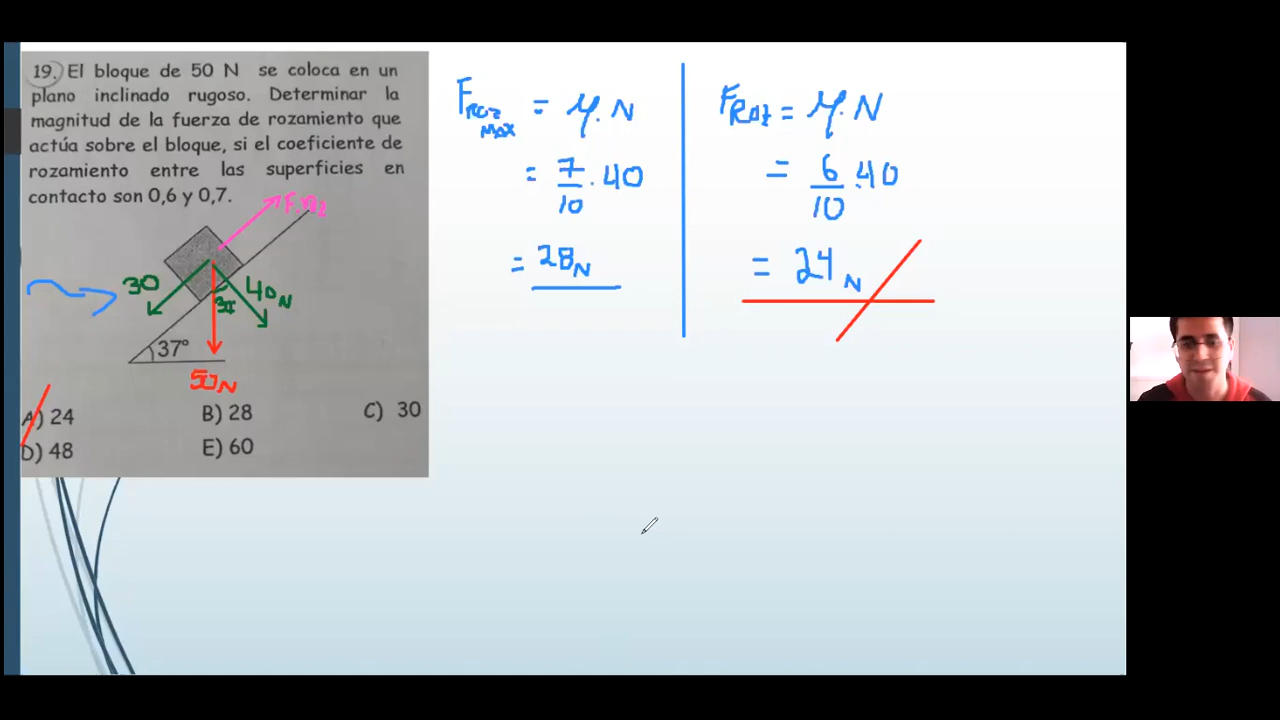 19. El bloque de 50 N se coloca en un
plano inclinado rugoso. Determinar la
magnitud de la fuerza de rozamiento que
actúa sobre el bloque, si el coeficiente de
rozamiento entre las superficies en
contacto son 0,6 y 0,7.
30
40N
37°
50N
A) 24 B) 28 C) 30
D) 48 E) 60
FROZ MAX = μ.N
= 7/10 . 40
= 28N
FROZ = μ.N
= 6/10 .40
= 24N